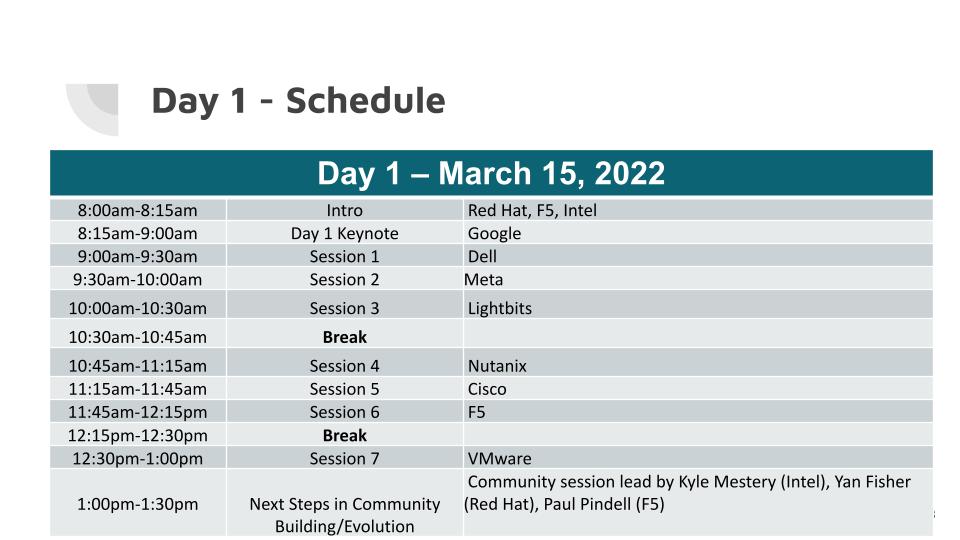 Day 1 - Schedule
Day 1 – March 15, 2022
8:00am-8:15am Intro Red Hat, F5, Intel
8:15am-9:00am Day 1 Keynote Google
9:00am-9:30am Session 1 Dell
9:30am-10:00am Session 2 Meta
10:00am-10:30am Session 3 Lightbits
10:30am-10:45am Break
10:45am-11:15am Session 4 Nutanix
11:15am-11:45am Session 5 Cisco
11:45am-12:15pm Session 6 F5
12:15pm-12:30pm Break
12:30pm-1:00pm Session 7 VMware
Community session lead by Kyle Mestery (Intel), Yan Fisher
1:00pm-1:30pm Next Steps in Community (Red Hat), Paul Pindell (F5)
Building/Evolution